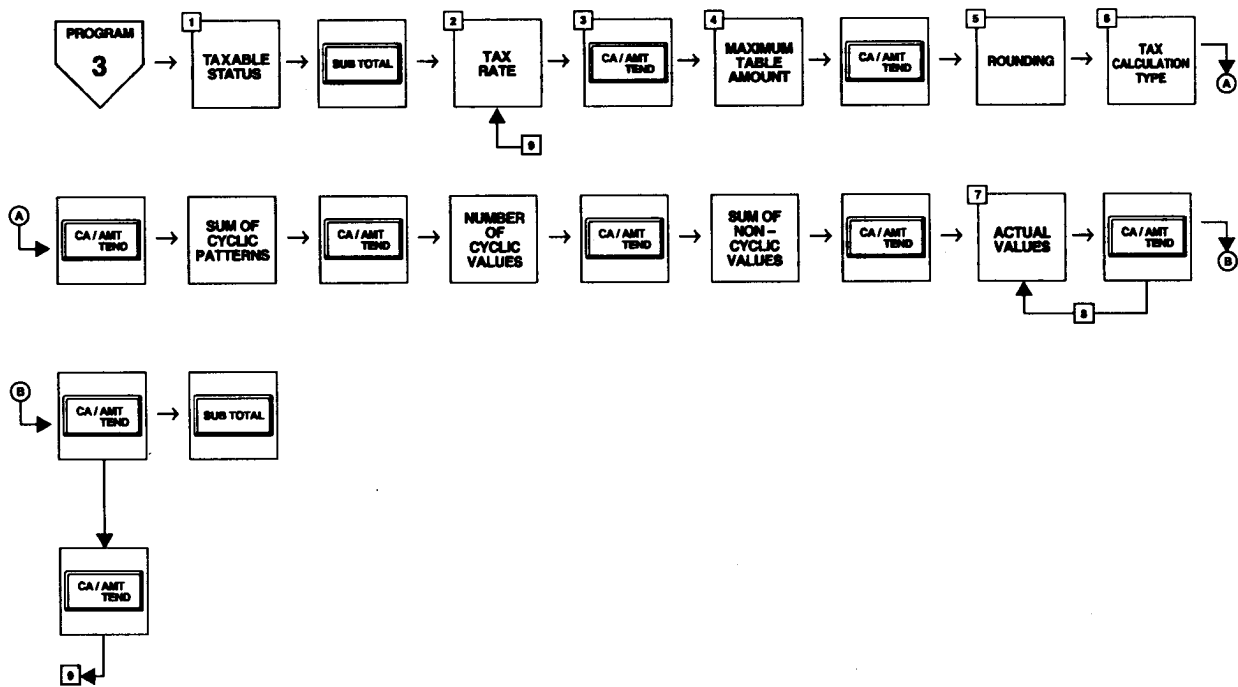 PROGRAM
3
1
TAXABLE
STATUS
SUB TOTAL
2
TAX
RATE
9
3
CA / AMT
TEND
4
MAXIMUM
TABLE
AMOUNT
CA / AMT
TEND
5
ROUNDING
6
TAX
CALCULATION
TYPE
A
A
CA / AMT
TEND
SUM OF
CYCLIC
PATTERNS
CA / AMT
TEND
NUMBER
OF
CYCLIC
VALUES
CA / AMT
TEND
SUM OF
NON –
CYCLIC
VALUES
CA / AMT
TEND
7
ACTUAL
VALUES
CA / AMT
TEND
8
B
B
CA / AMT
TEND
SUB TOTAL
CA / AMT
TEND
9